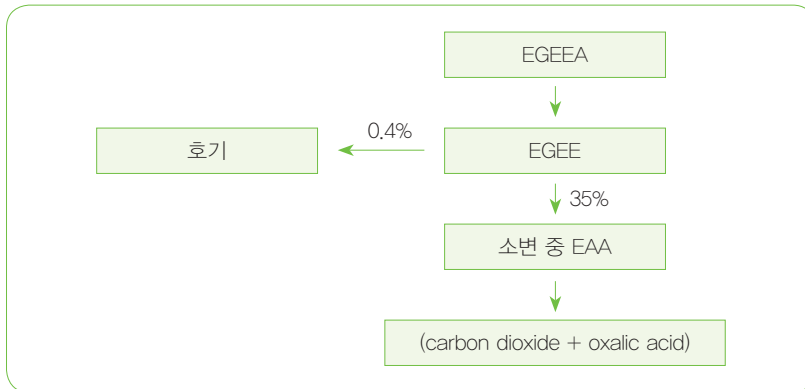 EGEEA
0.4%
호기
EGEE
35%
소변 중 EAA
(carbon dioxide + oxalic acid)